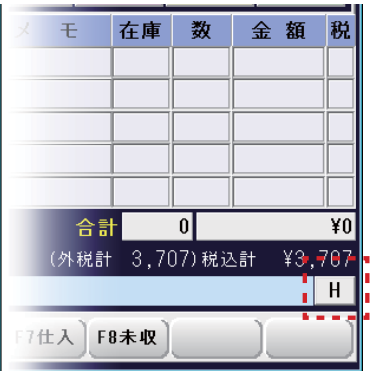 メ モ 在庫 数 金 額 税
合計 0 ¥0
(外税計 3,707)税込計 ¥3,707
H
F7仕入 F8未収